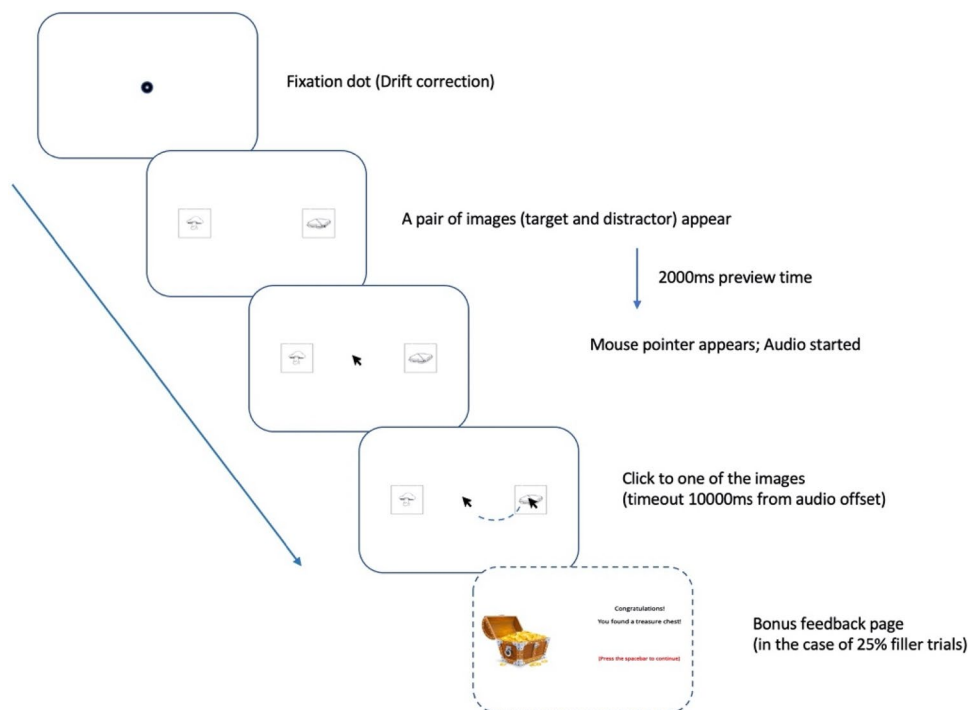 Fixation dot (Drift correction)
A pair of images (target and distractor) appear
2000ms preview time
Mouse pointer appears; Audio started
Click to one of the images
(timeout 10000ms from audio offset)
Congratulations!
You found a treasure chest!
(Press the spacebar to continue)
Bonus feedback page
(in the case of 25% filler trials)